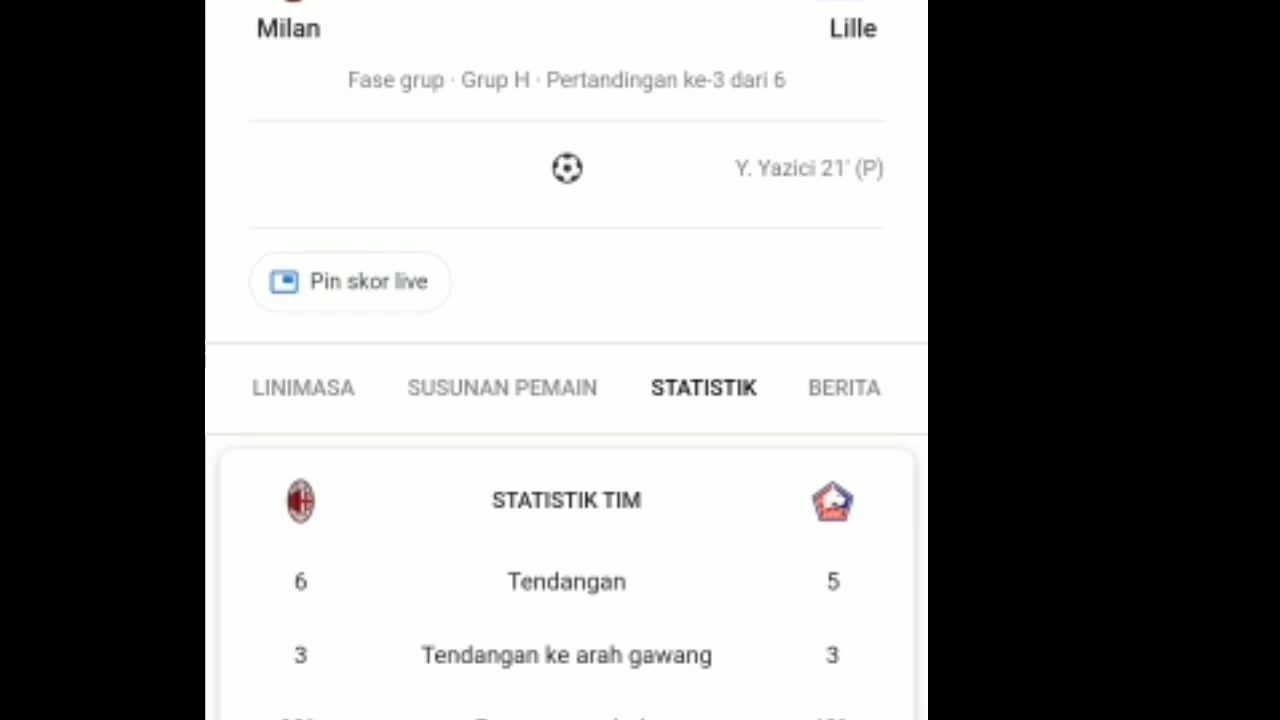 Milan Lille
Fase grup · Grup H · Pertandingan ke-3 dari 6
Y. Yazici 21' (P)
Pin skor live
LINIMASA SUSUNAN PEMAIN STATISTIK BERITA
STATISTIK TIM
6 Tendangan 5
3 Tendangan ke arah gawang 3